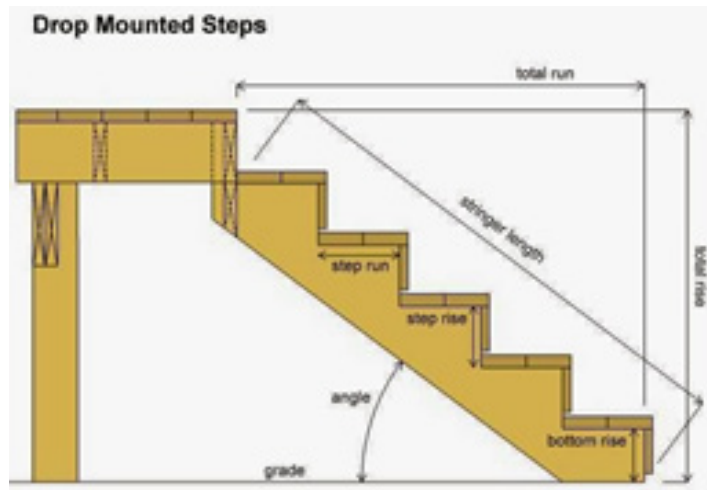 Drop Mounted Steps
total run
stringer length
total rise
step run
step rise
angle
bottom rise
grade